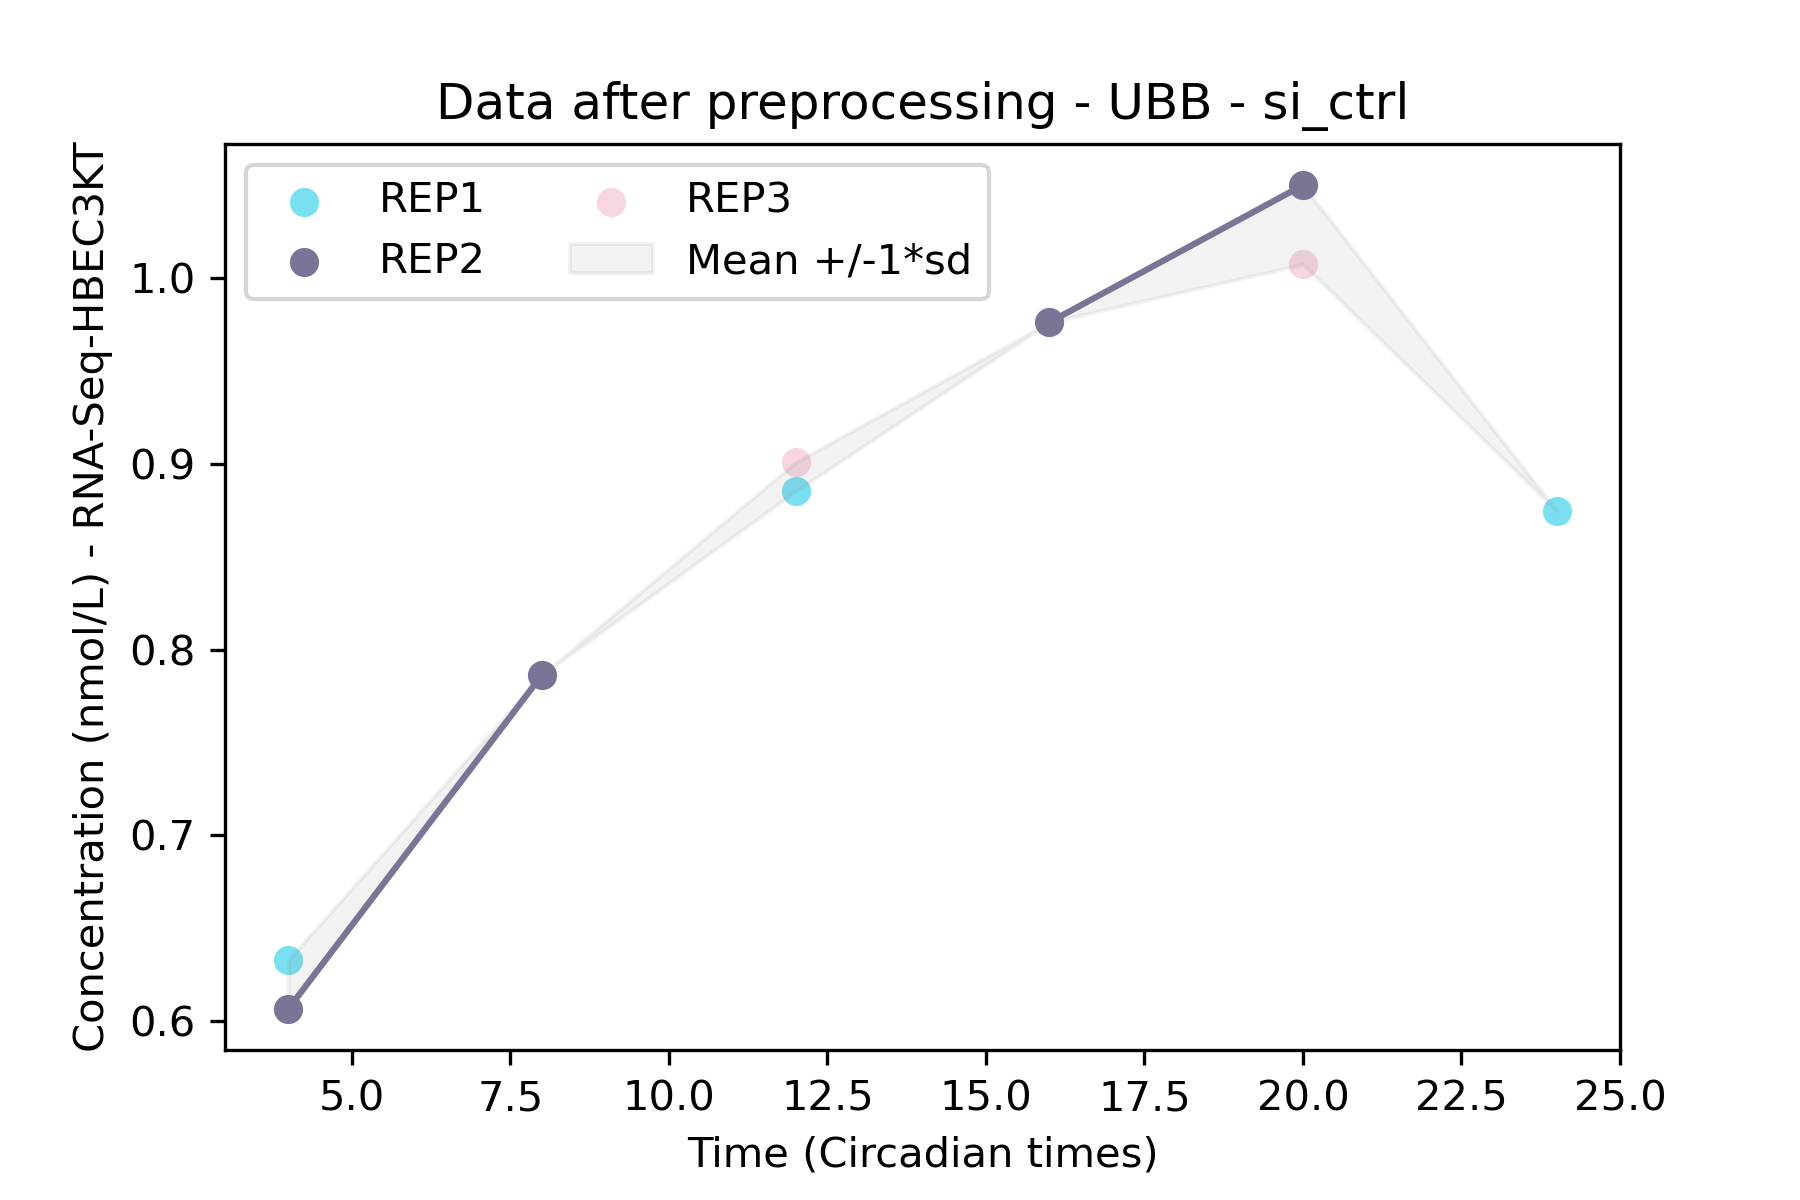 Data after preprocessing - UBB - si_ctrl
REP1
REP2
REP3
Mean +/-1*sd
Concentration (nmol/L) - RNA-Seq-HBEC3KT
1.0
0.9
0.8
0.7
0.6
5.0 7.5 10.0 12.5 15.0 17.5 20.0 22.5 25.0
Time (Circadian times)